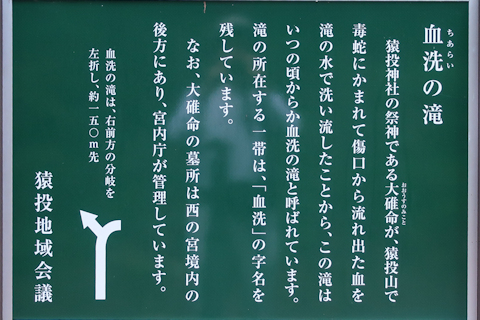 血洗の滝
ちあらい
猿投神社の祭神である大碓命が、猿投山で
おおうすのみこと
毒蛇にかまれて傷口から流れ出た血を
滝の水で洗い流したことから、この滝は
いつの頃からか血洗の滝と呼ばれています。
滝の所在する一帯は、「血洗」の字名を
残しています。
なお、大碓命の墓所は西の宮境内の
後方にあり、宮内庁が管理しています。
血洗の滝は、右前方の分岐を
左折し、約一五〇m先
猿投地域会議